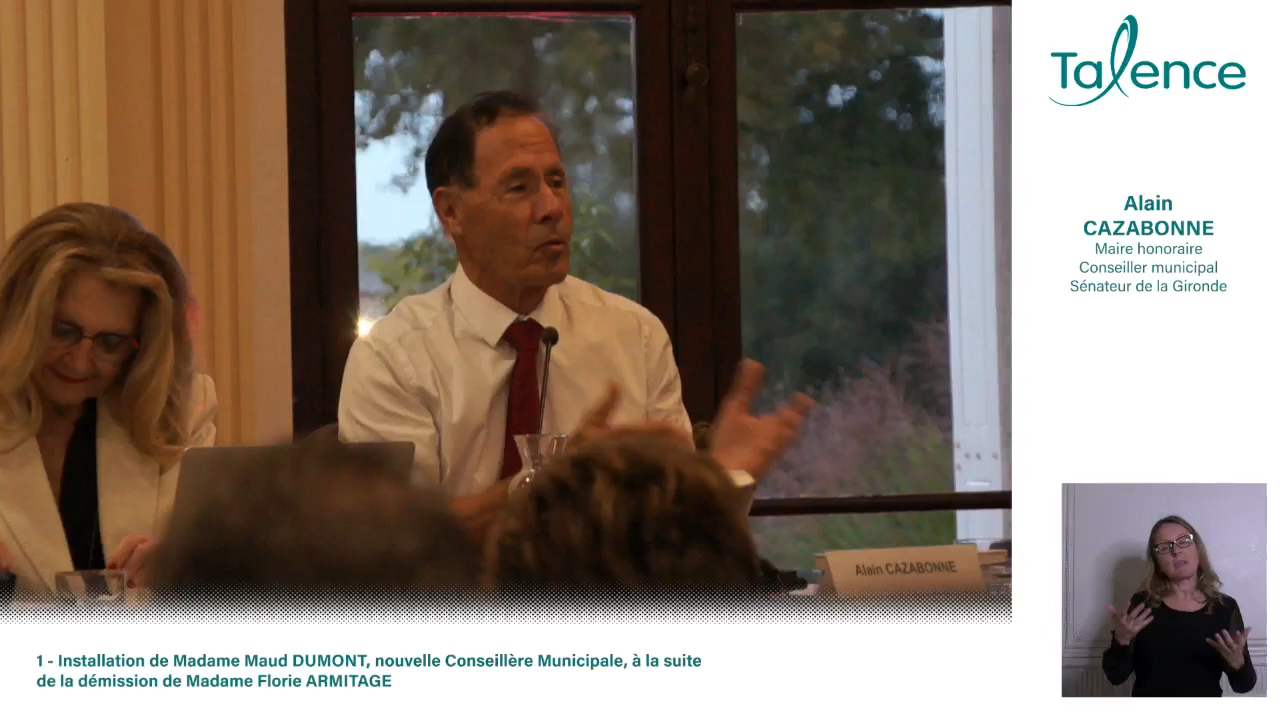 Talence
Alain
CAZABONNE
Maire honoraire
Conseiller municipal
Sénateur de la Gironde
Alain CAZABONNE
1 - Installation de Madame Maud DUMONT, nouvelle Conseillère Municipale, à la suite
de la démission de Madame Florie ARMITAGE